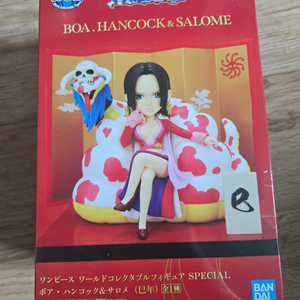 BOA . HANCOCK & SALOME
B
ワンピース ワールドコレクタブルフィギュア SPECIAL
ボア・ハンコック&サロメ (巳年) 全1種
BAN
DAI